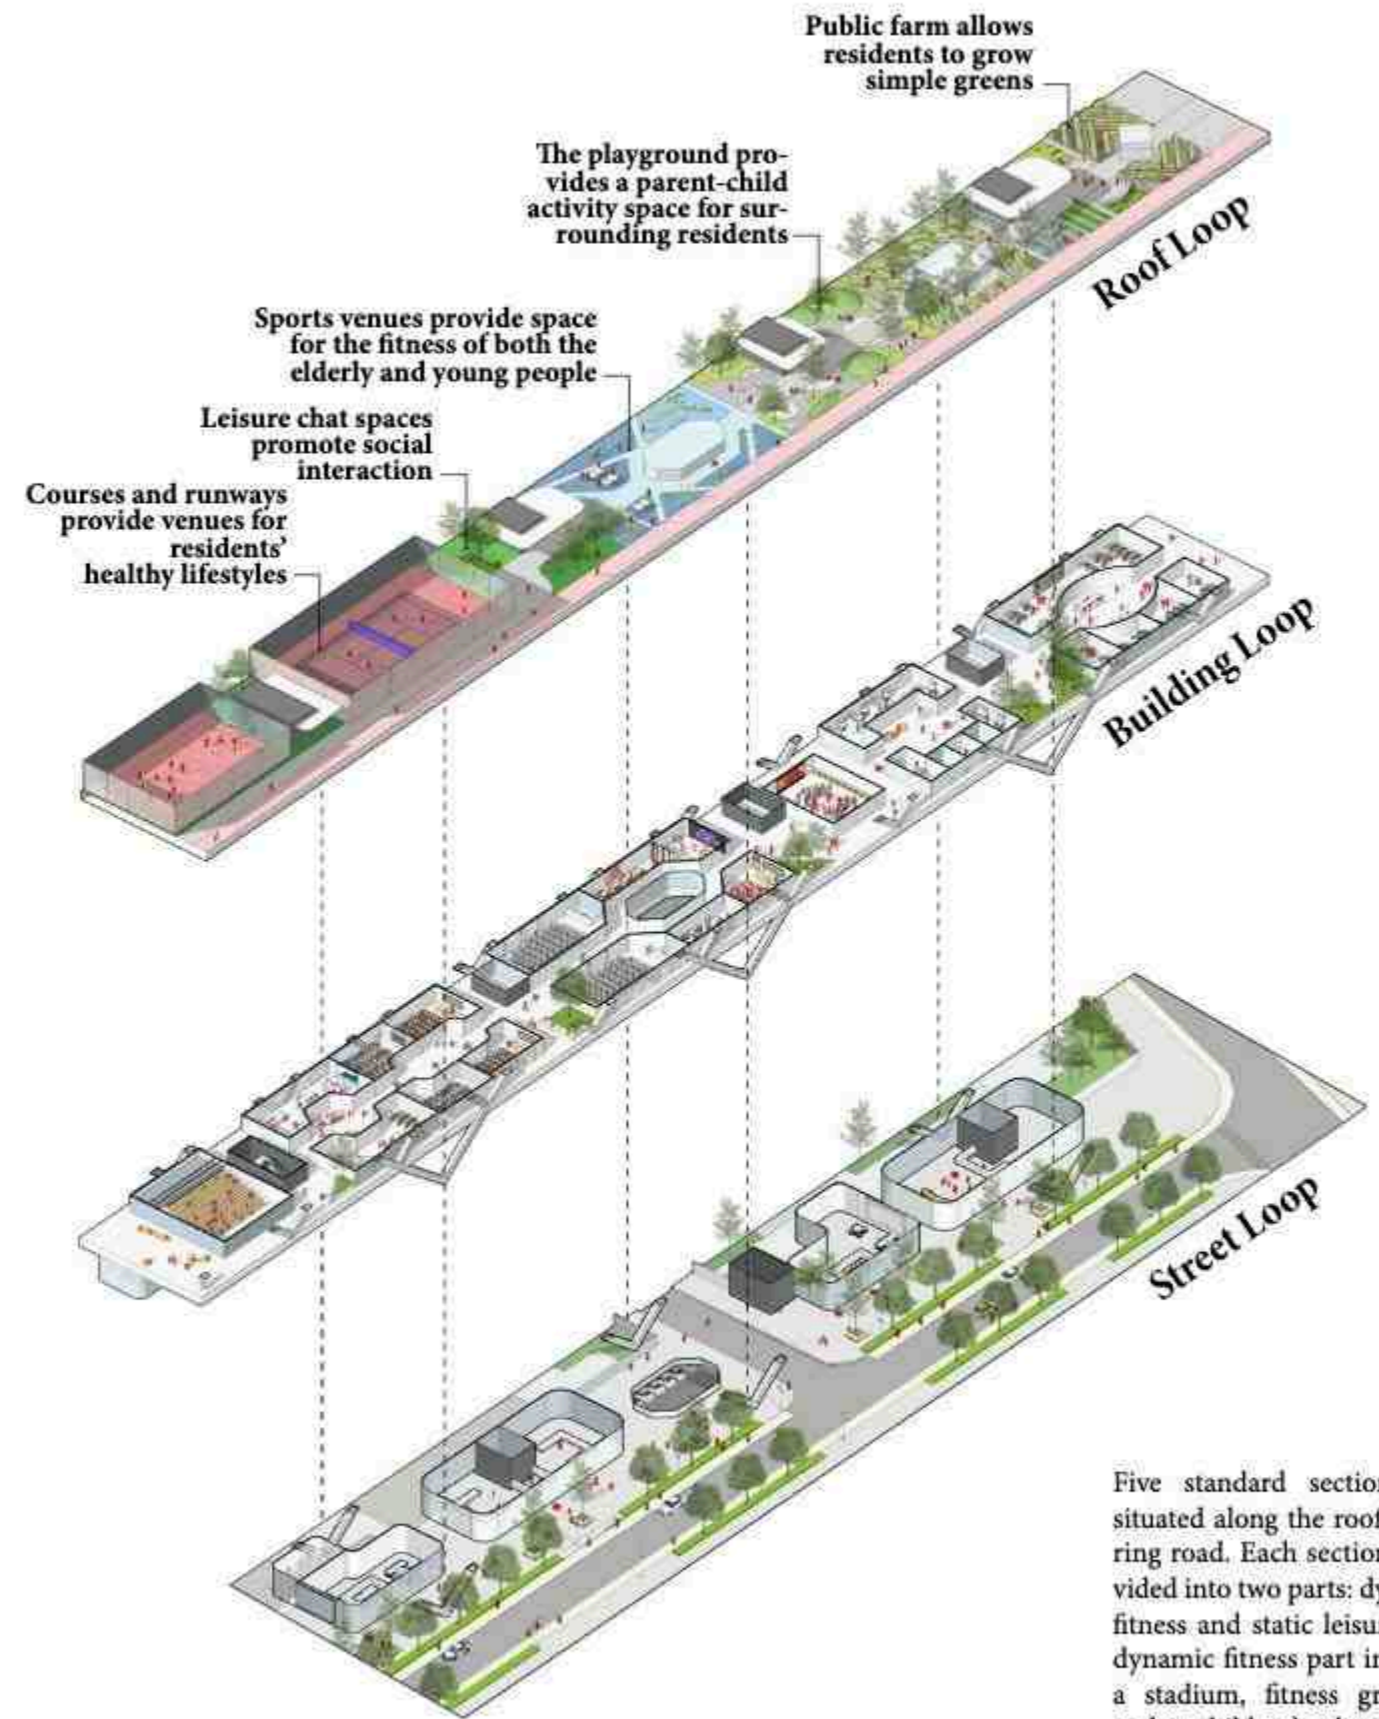 Public farm allows
residents to grow
simple greens
The playground pro-
vides a parent-child
activity space for sur-
rounding residents
Sports venues provide space
for the fitness of both the
elderly and young people
Leisure chat spaces
promote social
interaction
Courses and runways
provide venues for
residents’
healthy lifestyles
Roof Loop
Building Loop
Street Loop
Five standard section
situated along the roof
ring road. Each section
vided into two parts: dy
fitness and static leisu
dynamic fitness part in
a stadium, fitness gr